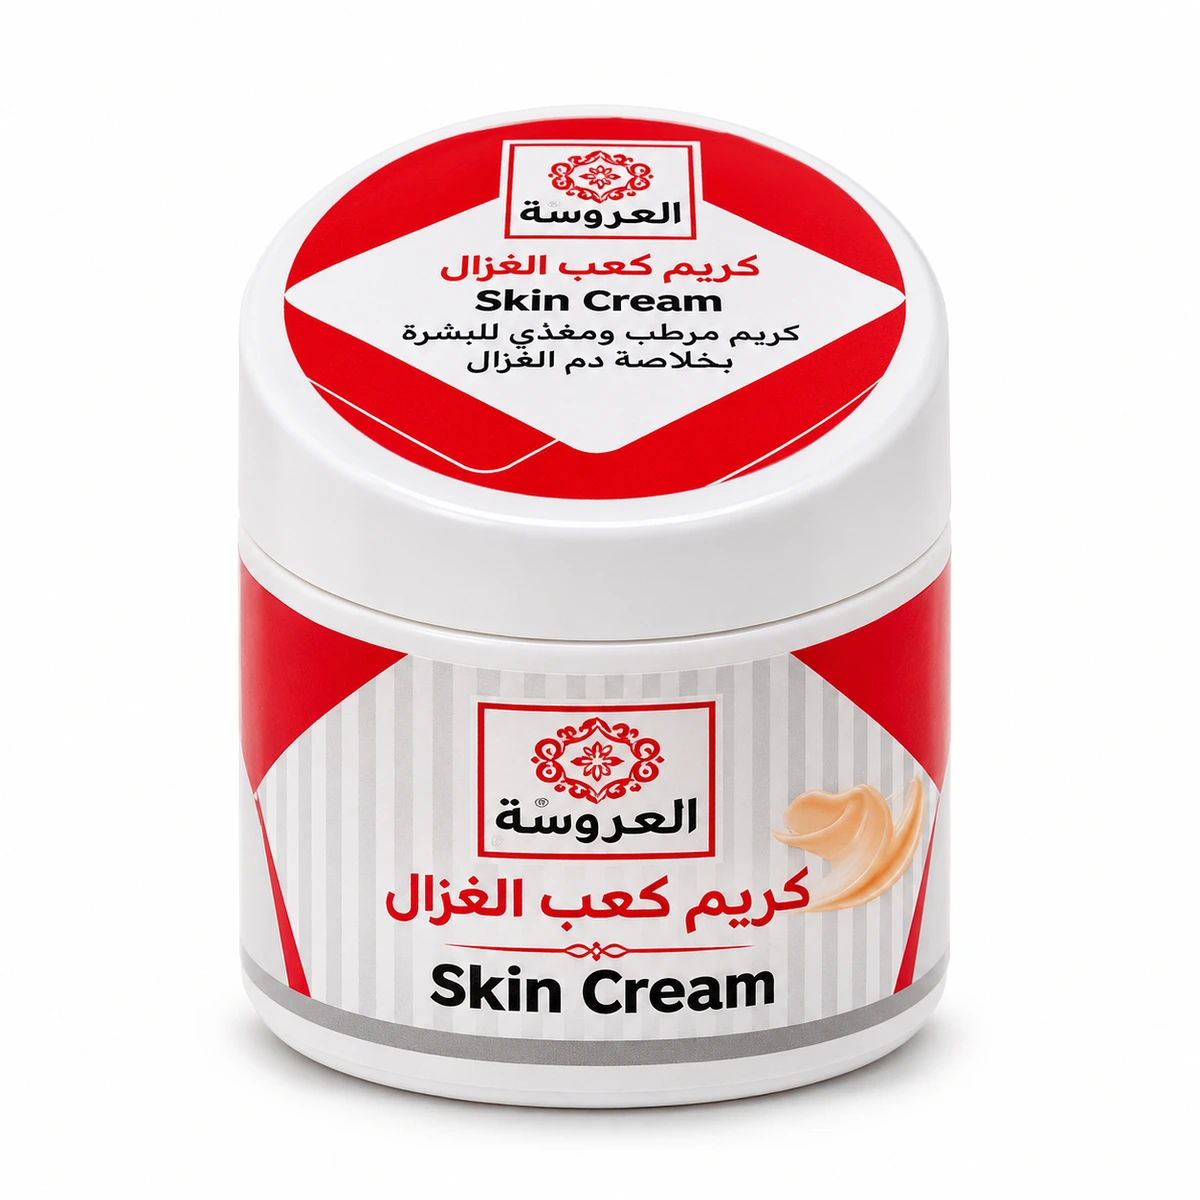 العروسة
كريم كعب الغزال
Skin Cream
كريم مرطب ومغذي للبشرة
بخلاصة دم الغزال
العروسة®
كريم كعب الغزال
Skin Cream